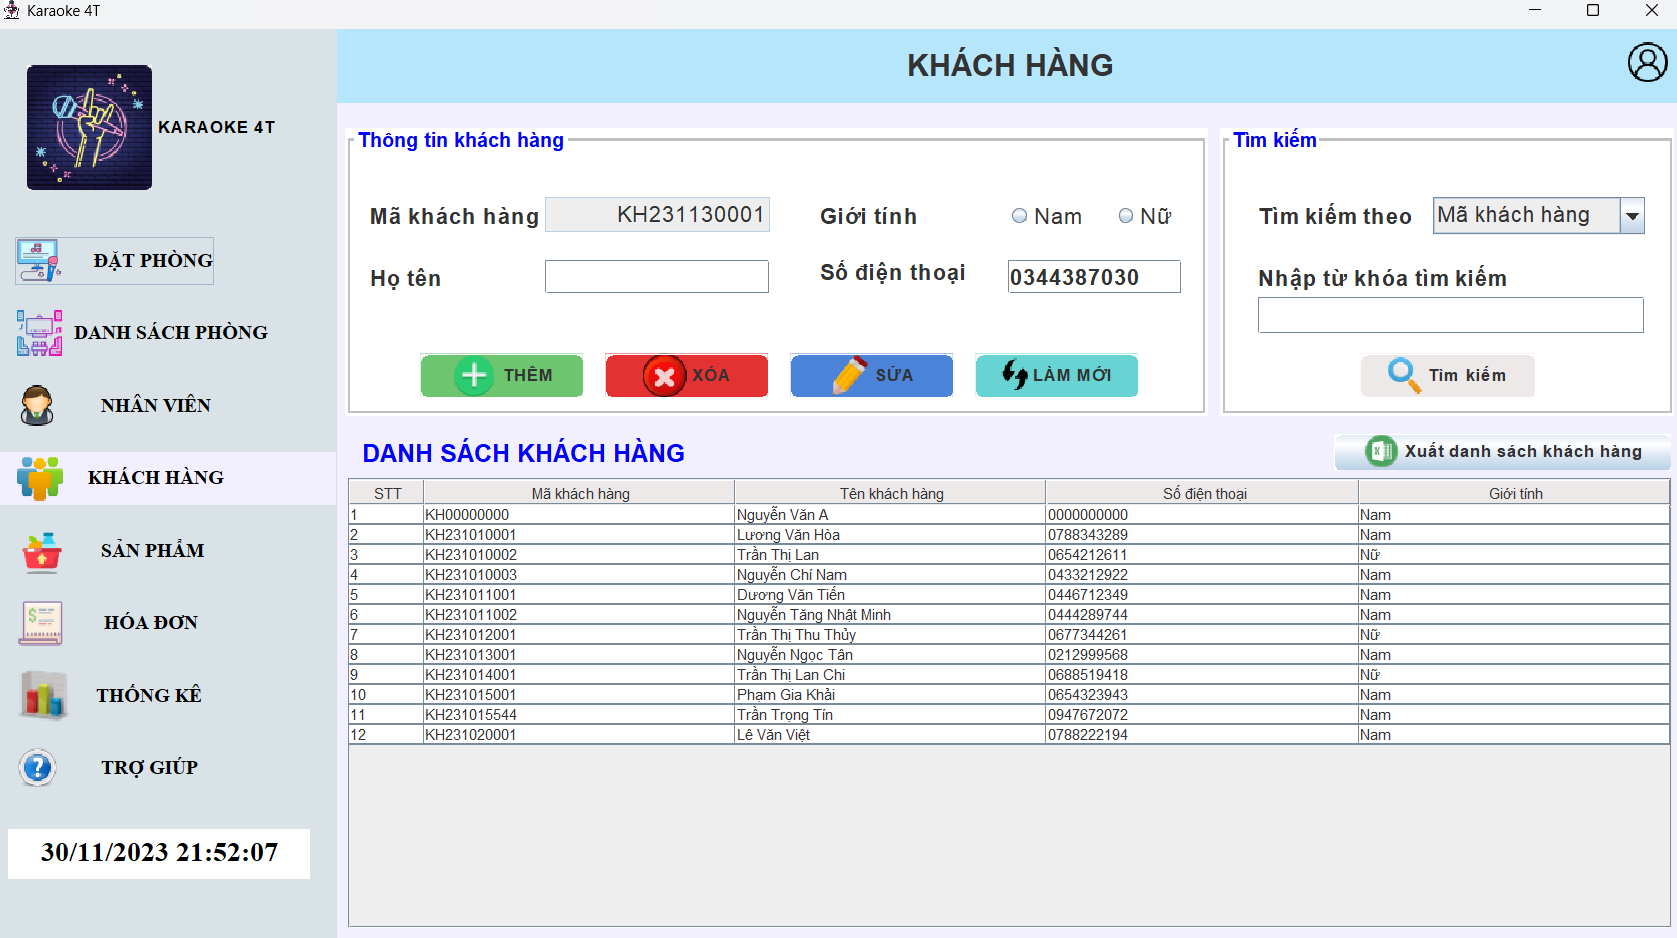 Karaoke 4T
KARAOKE 4T
ĐẶT PHÒNG
DANH SÁCH PHÒNG
NHÂN VIÊN
KHÁCH HÀNG
SẢN PHẨM
HÓA ĐƠN
THỐNG KÊ
TRỢ GIÚP
30/11/2023 21:52:07
KHÁCH HÀNG
Thông tin khách hàng
Mã khách hàng KH231130001 Giới tính Nam Nữ
Họ tên Số điện thoại 0344387030
THÊM XÓA SỬA LÀM MỚI
Tìm kiếm
Tìm kiếm theo Mã khách hàng
Nhập từ khóa tìm kiếm
Tìm kiếm
DANH SÁCH KHÁCH HÀNG
Xuất danh sách khách hàng
STT Mã khách hàng Tên khách hàng Số điện thoại Giới tính
1 KH00000000 Nguyễn Văn A 0000000000 Nam
2 KH231010001 Lương Văn Hòa 0788343289 Nam
3 KH231010002 Trần Thị Lan 0654212611 Nữ
4 KH231010003 Nguyễn Chí Nam 0433212922 Nam
5 KH231011001 Dương Văn Tiến 0446712349 Nam
6 KH231011002 Nguyễn Tăng Nhật Minh 0444289744 Nam
7 KH231012001 Trần Thị Thu Thủy 0677344261 Nữ
8 KH231013001 Nguyễn Ngọc Tân 0212999568 Nam
9 KH231014001 Trần Thị Lan Chi 0688519418 Nữ
10 KH231015001 Phạm Gia Khải 0654323943 Nam
11 KH231015544 Trần Trọng Tín 0947672072 Nam
12 KH231020001 Lê Văn Việt 0788222194 Nam